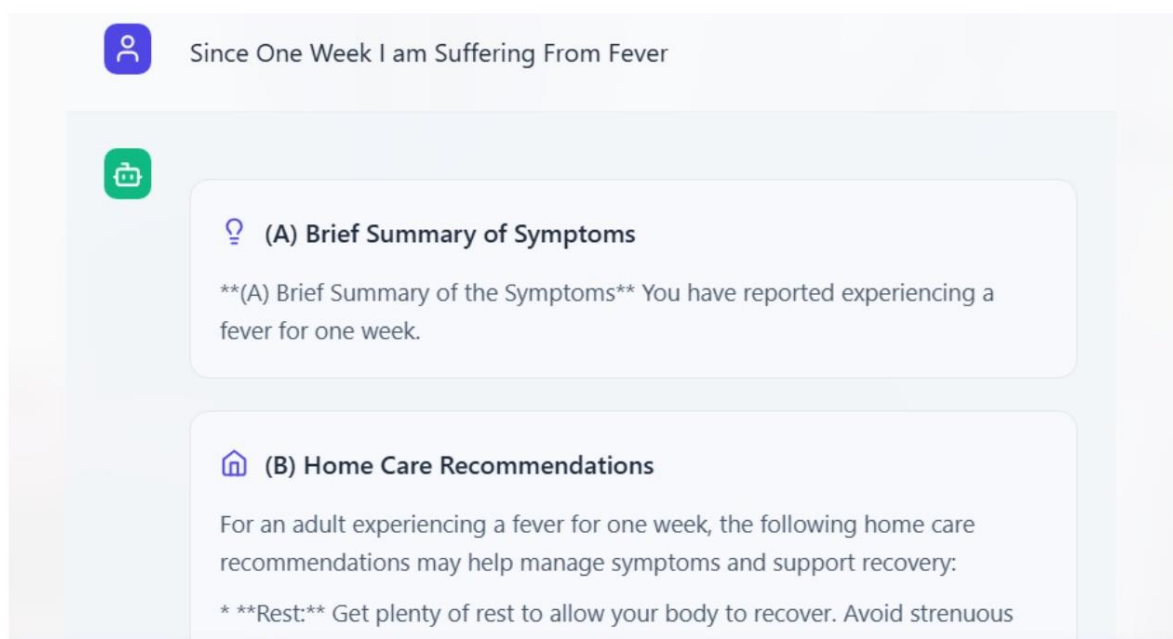 Since One Week I am Suffering From Fever
(A) Brief Summary of Symptoms
**(A) Brief Summary of the Symptoms** You have reported experiencing a
fever for one week.
(B) Home Care Recommendations
For an adult experiencing a fever for one week, the following home care
recommendations may help manage symptoms and support recovery:
* **Rest:** Get plenty of rest to allow your body to recover. Avoid strenuous